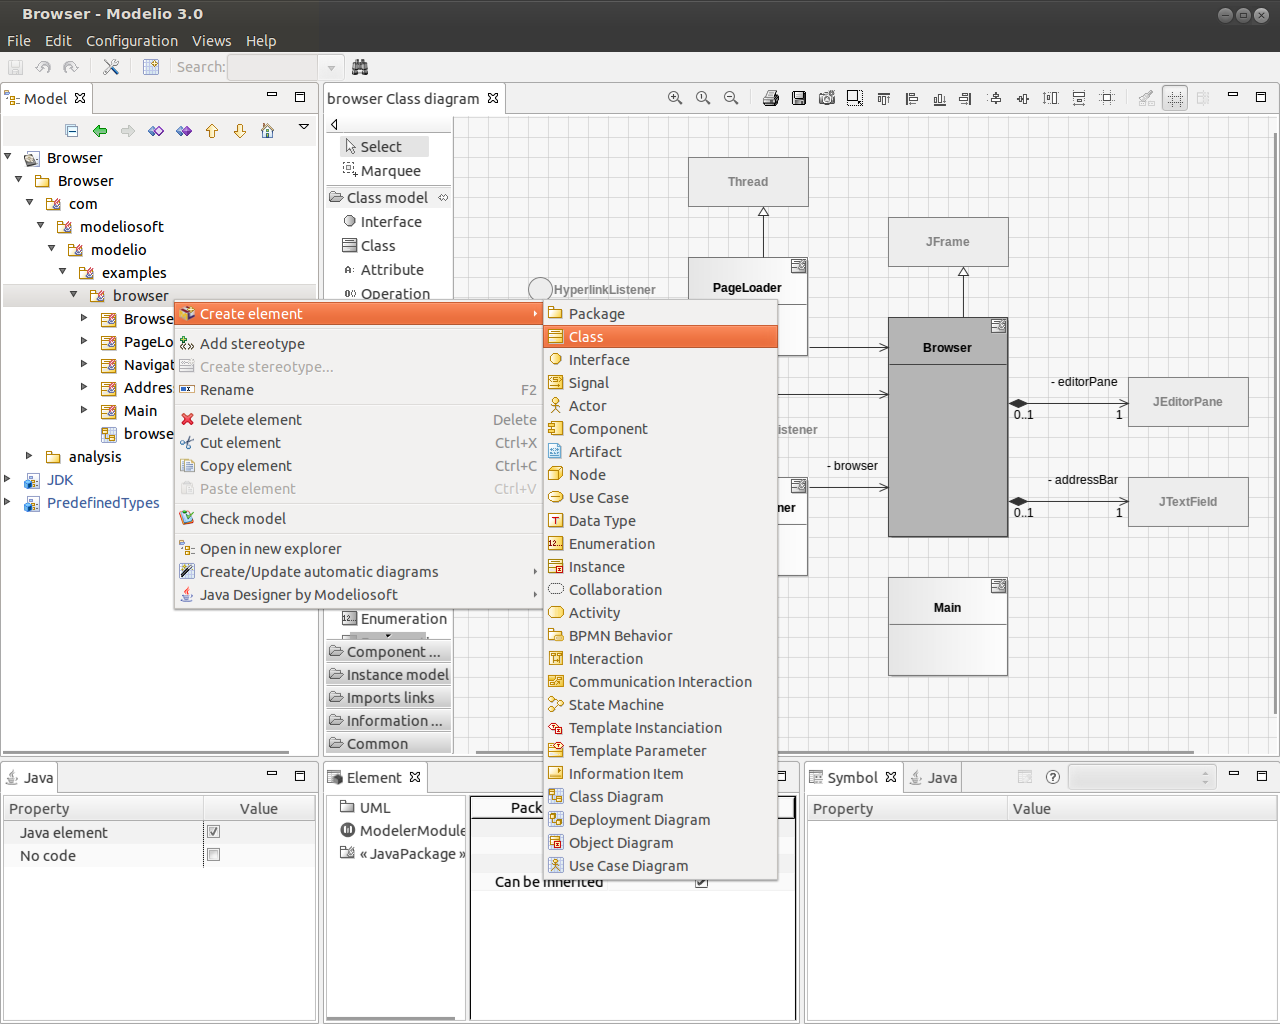 Browser - Modelio 3.0
File Edit Configuration Views Help
Search:
Model
browser Class diagram
Browser
Browser
com
modeliosoft
modelio
examples
browser
Browse
PageLo
Navigat
Addres
Main
browse
analysis
JDK
PredefinedTypes
Select
Marquee
Class model
Interface
Class
Attribute
Operation
Enumeration
Component ...
Instance model
Imports links
Information ...
Common
Create element
Add stereotype
Create stereotype...
Rename F2
Delete element Delete
Cut element Ctrl+X
Copy element Ctrl+C
Paste element Ctrl+V
Check model
Open in new explorer
Create/Update automatic diagrams
Java Designer by Modeliosoft
Package
Class
Interface
Signal
Actor
Component
Artifact
Node
Use Case
Data Type
Enumeration
Instance
Collaboration
Activity
BPMN Behavior
Interaction
Communication Interaction
State Machine
Template Instanciation
Template Parameter
Information Item
Class Diagram
Deployment Diagram
Object Diagram
Use Case Diagram
Thread
JFrame
HyperlinkListener
PageLoader
Browser
- editorPane
0..1 1
JEditorPane
istener
- browser
ner
- addressBar
0..1 1
JTextField
Main
Java
Property Value
Java element
No code
Element
UML
ModelerModule
« JavaPackage »
Pack
Can be inherited
Symbol Java
Property Value